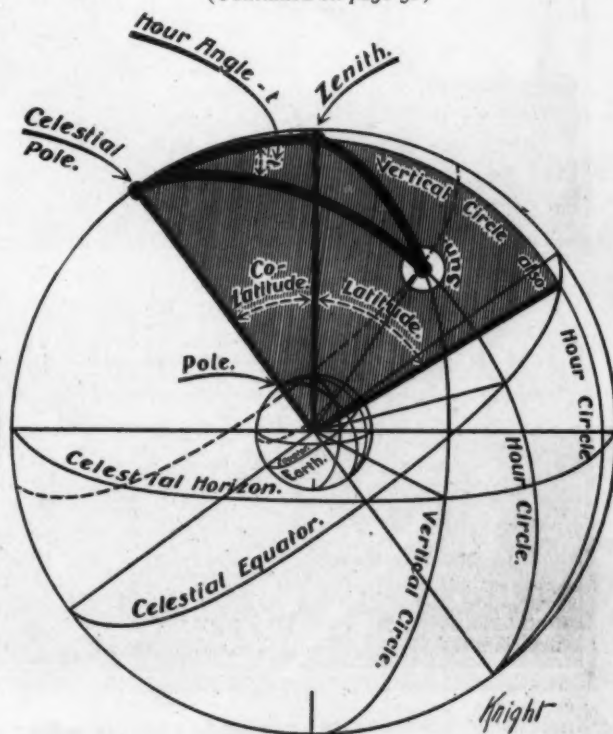 Hour Angle - t
Zenith.
Celestial
Pole.
Vertical Circle
also
Hour Circle
Sun.
Co-
Latitude.
Latitude.
Pole.
Earth.
Celestial Horizon.
Celestial Equator.
Vertical Circle.
Hour Circle.
Knight